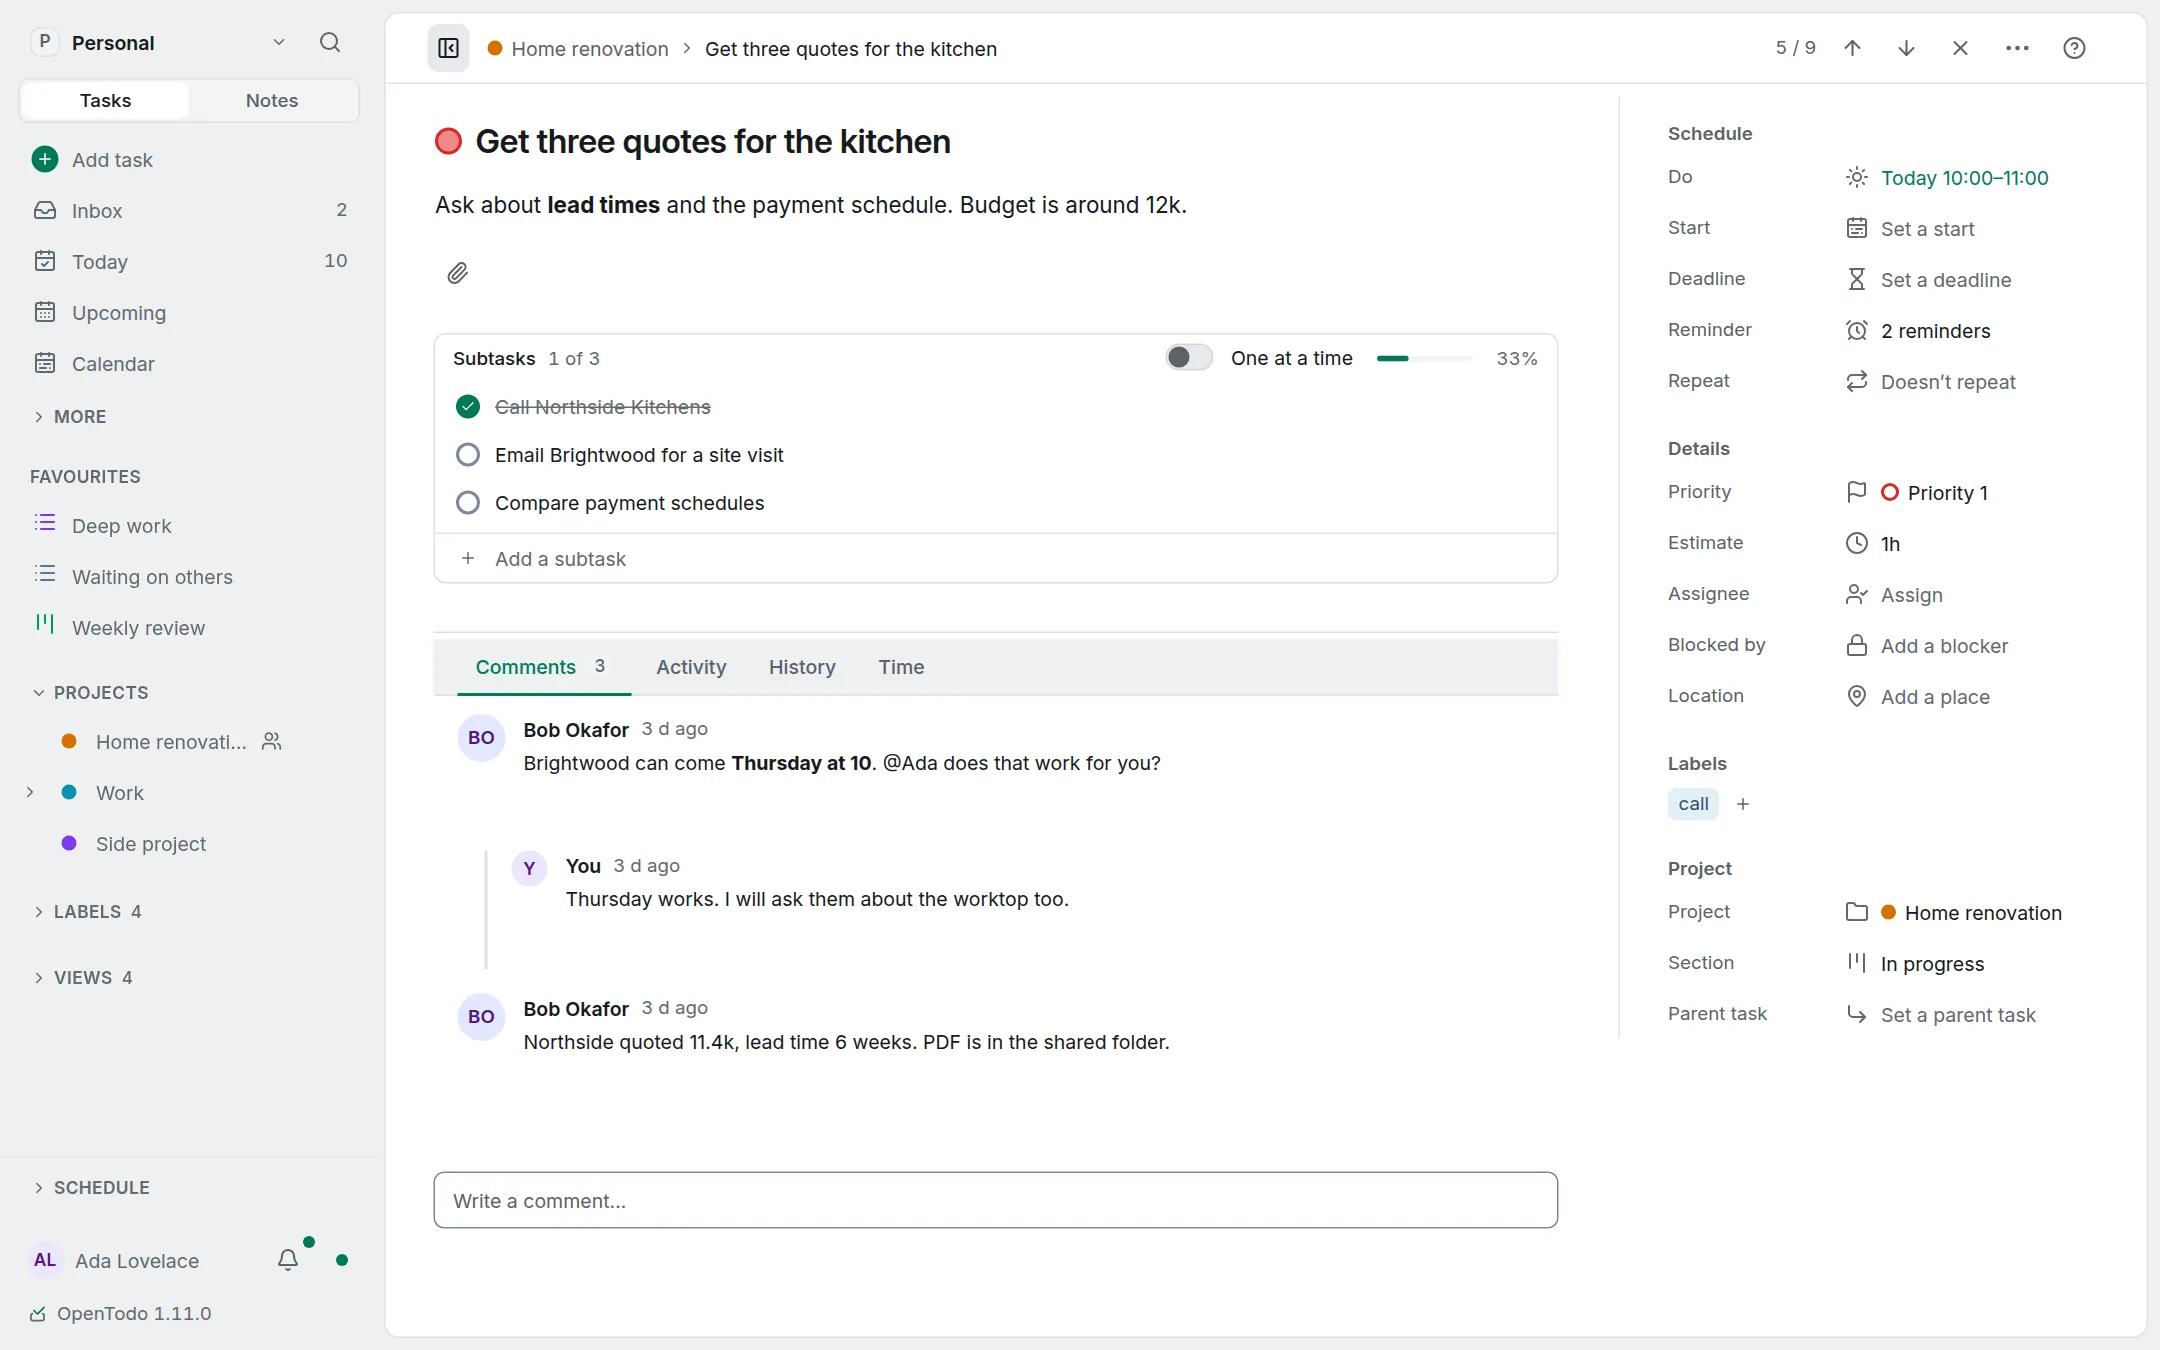 P Personal
Tasks Notes
Add task
Inbox 2
Today 10
Upcoming
Calendar
MORE
FAVOURITES
Deep work
Waiting on others
Weekly review
PROJECTS
Home renovati...
Work
Side project
LABELS 4
VIEWS 4
SCHEDULE
AL Ada Lovelace
OpenTodo 1.11.0
Home renovation > Get three quotes for the kitchen
5 / 9
Get three quotes for the kitchen
Ask about lead times and the payment schedule. Budget is around 12k.
Subtasks 1 of 3 One at a time 33%
Call Northside Kitchens
Email Brightwood for a site visit
Compare payment schedules
+ Add a subtask
Comments 3 Activity History Time
BO Bob Okafor 3 d ago
Brightwood can come Thursday at 10. @Ada does that work for you?
Y You 3 d ago
Thursday works. I will ask them about the worktop too.
BO Bob Okafor 3 d ago
Northside quoted 11.4k, lead time 6 weeks. PDF is in the shared folder.
Write a comment...
Schedule
Do Today 10:00–11:00
Start Set a start
Deadline Set a deadline
Reminder 2 reminders
Repeat Doesn’t repeat
Details
Priority Priority 1
Estimate 1h
Assignee Assign
Blocked by Add a blocker
Location Add a place
Labels
call +
Project
Project Home renovation
Section In progress
Parent task Set a parent task